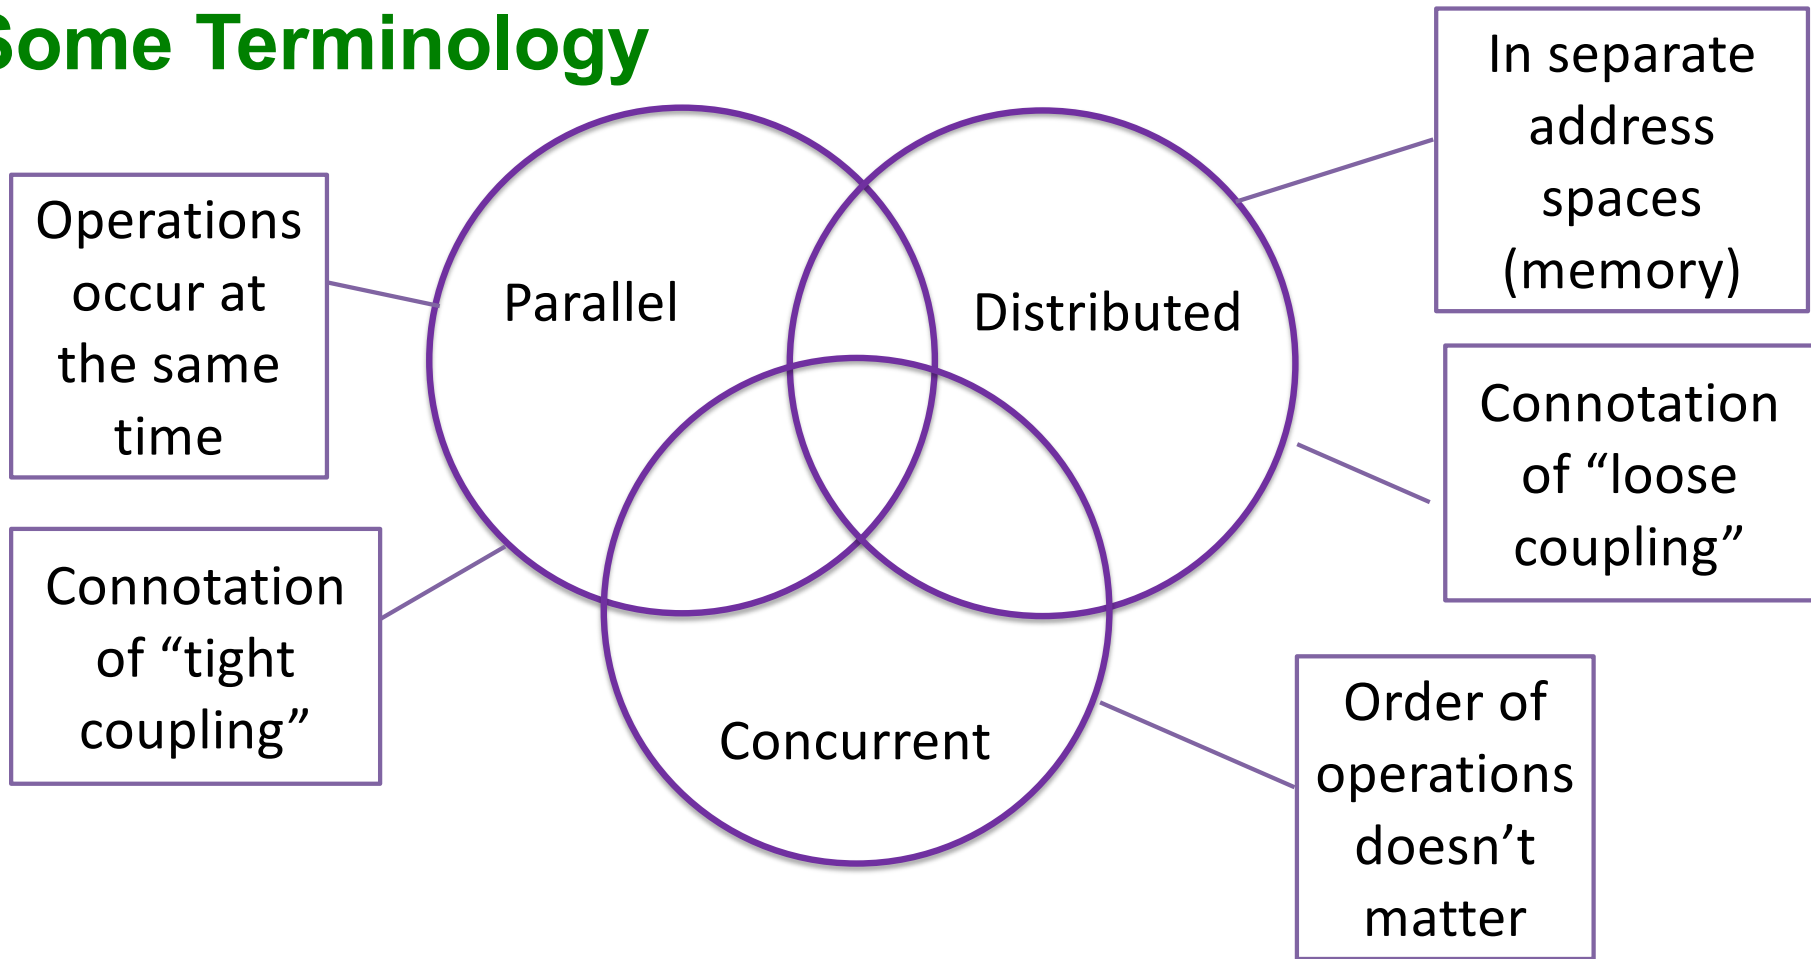 Some Terminology
Operations
occur at
the same
time
Connotation
of “tight
coupling”
Parallel
Distributed
Concurrent
In separate
address
spaces
(memory)
Connotation
of “loose
coupling”
Order of
operations
doesn’t
matter